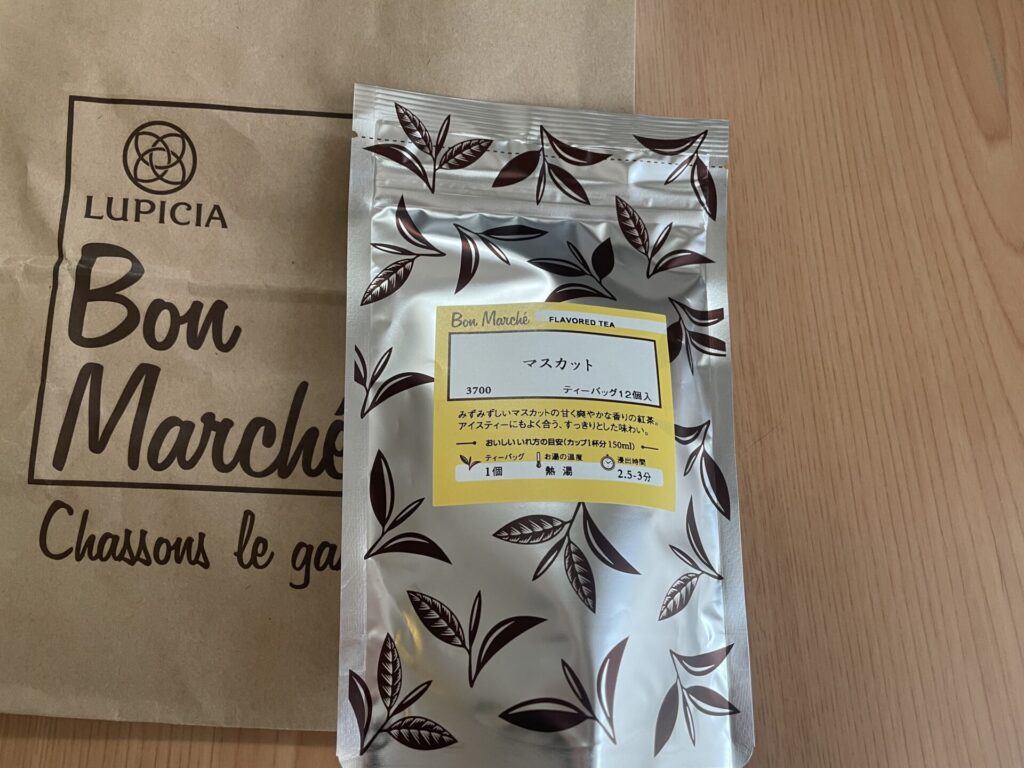 LUPICIA
Bon
Marché
Chassons le ga
Bon Marché FLAVORED TEA
マスカット
3700 ティーバッグ12個入
みずみずしいマスカットの甘く爽やかな香りの紅茶。
アイスティーにもよく合う、すっきりとした味わい。
おいしいいれ方の目安(カップ1杯分150ml)
ティーバッグ お湯の温度 浸出時間
1個 熱湯 2.5-3分